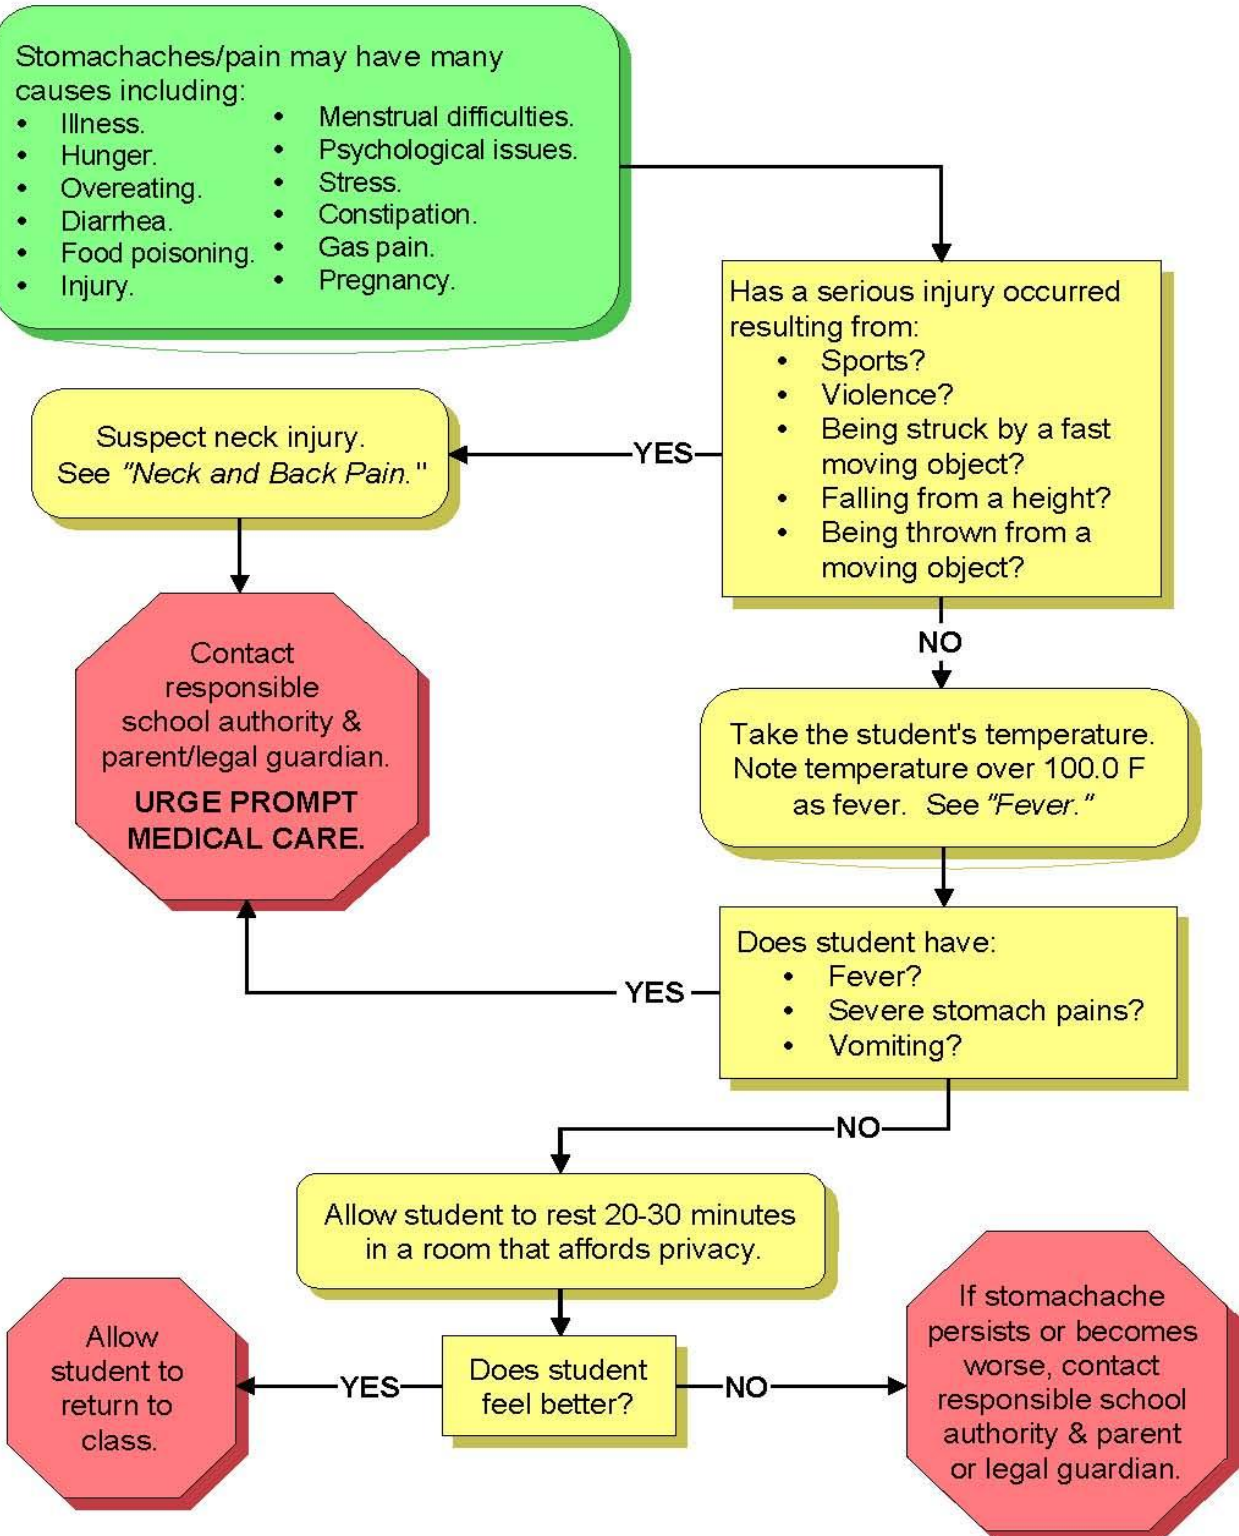 Stomachaches/pain may have many
causes including:
• Illness.
• Hunger.
• Overeating.
• Diarrhea.
• Food poisoning.
• Injury.
• Menstrual difficulties.
• Psychological issues.
• Stress.
• Constipation.
• Gas pain.
• Pregnancy.
Has a serious injury occurred
resulting from:
• Sports?
• Violence?
• Being struck by a fast
moving object?
• Falling from a height?
• Being thrown from a
moving object?
YES
Suspect neck injury.
See "Neck and Back Pain."
Contact
responsible
school authority &
parent/legal guardian.
URGE PROMPT
MEDICAL CARE.
NO
Take the student's temperature.
Note temperature over 100.0 F
as fever. See "Fever."
Does student have:
• Fever?
• Severe stomach pains?
• Vomiting?
YES
NO
Allow student to rest 20-30 minutes
in a room that affords privacy.
Does student
feel better?
YES
Allow
student to
return to
class.
NO
If stomachache
persists or becomes
worse, contact
responsible school
authority & parent
or legal guardian.